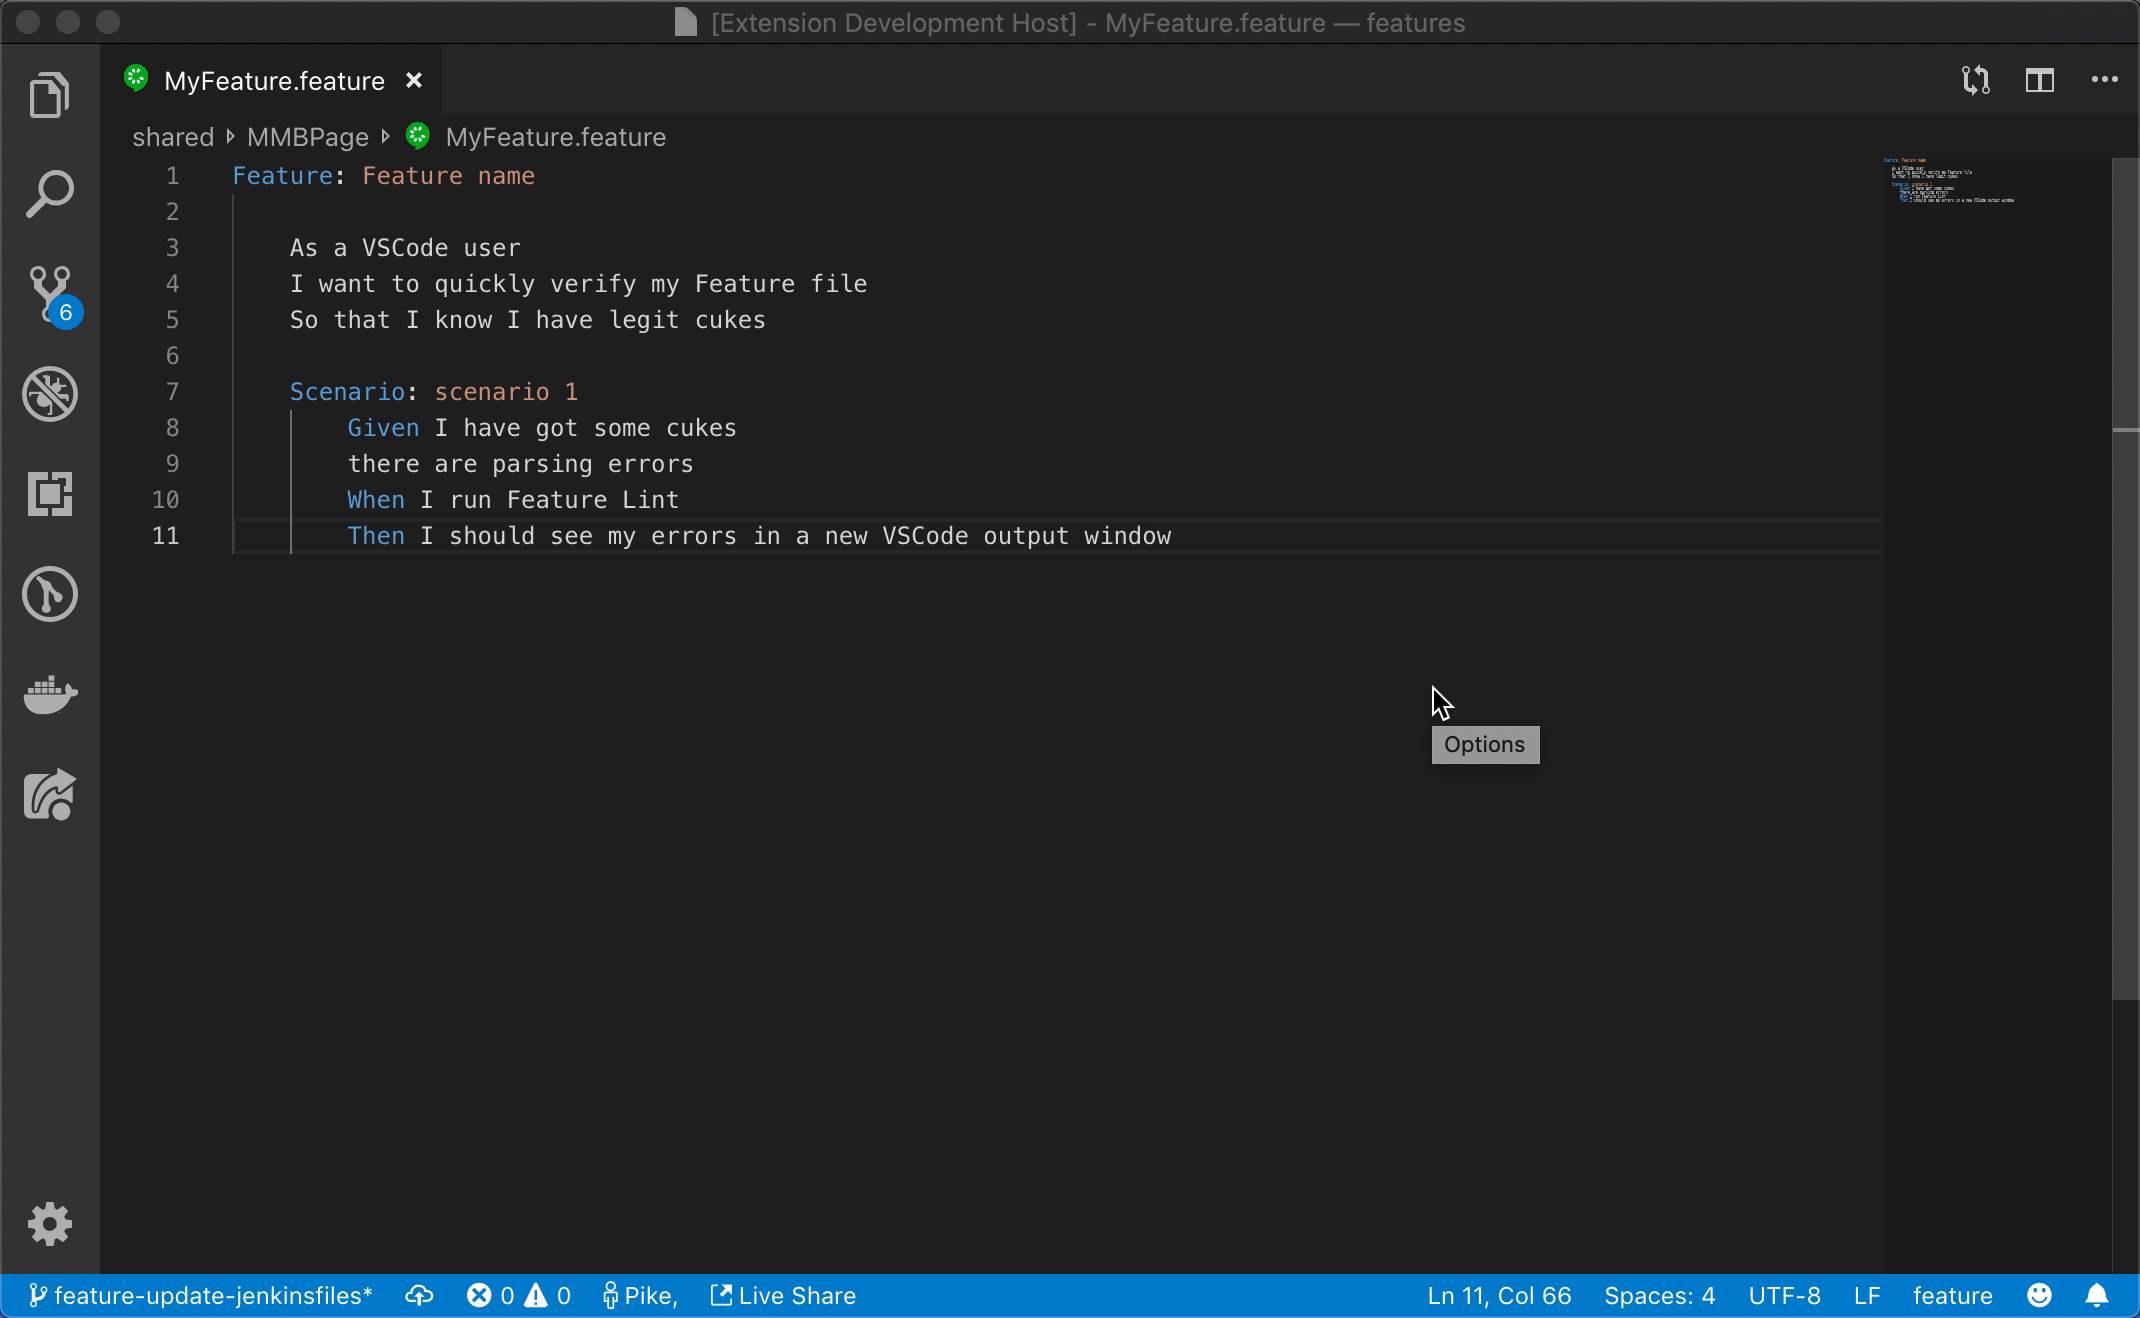 [Extension Development Host] - MyFeature.feature — features
MyFeature.feature
shared MMBPage MyFeature.feature
1 Feature: Feature name
2
3 As a VSCode user
4 I want to quickly verify my Feature file
5 So that I know I have legit cukes
6
7 Scenario: scenario 1
8 Given I have got some cukes
9 there are parsing errors
10 When I run Feature Lint
11 Then I should see my errors in a new VSCode output window
6
Options
feature-update-jenkinsfiles* 0 0 Pike, Live Share Ln 11, Col 66 Spaces: 4 UTF-8 LF feature